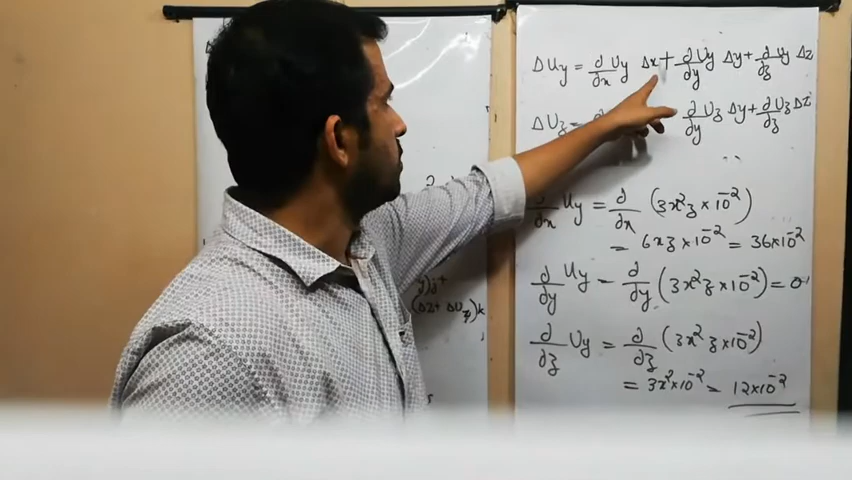 ΔUy = ∂/∂x Uy Δx + ∂Uy/∂y Δy + ∂Uy/∂z Δz
ΔUz = ∂Uz/∂y Δy + ∂Uz/∂z Δz
y)j+
(Δz + ΔUz)k
∂/∂x Uy = ∂/∂x (3x²z × 10⁻²)
= 6xz × 10⁻² = 36×10⁻²
∂/∂y Uy = ∂/∂y (3x²z × 10⁻²) = 0
∂/∂z Uy = ∂/∂z (3x²z × 10⁻²)
= 3x² × 10⁻² = 12×10⁻²